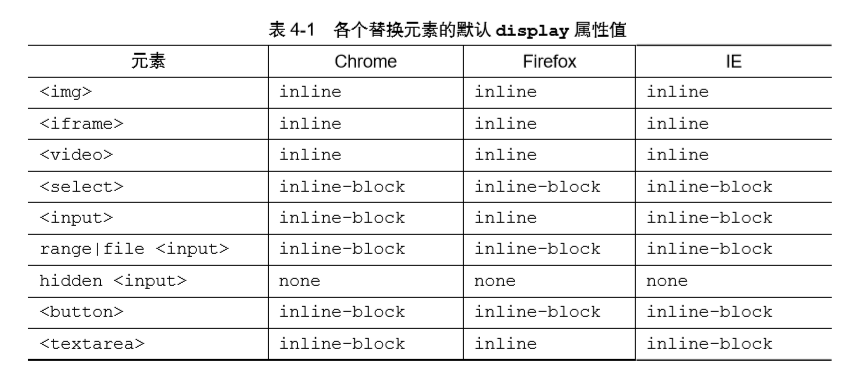 表 4-1 各个替换元素的默认 display 属性值
元素 Chrome Firefox IE
<img> inline inline inline
<iframe> inline inline inline
<video> inline inline inline
<select> inline-block inline-block inline-block
<input> inline-block inline inline-block
range|file <input> inline-block inline-block inline-block
hidden <input> none none none
<button> inline-block inline-block inline-block
<textarea> inline-block inline inline-block